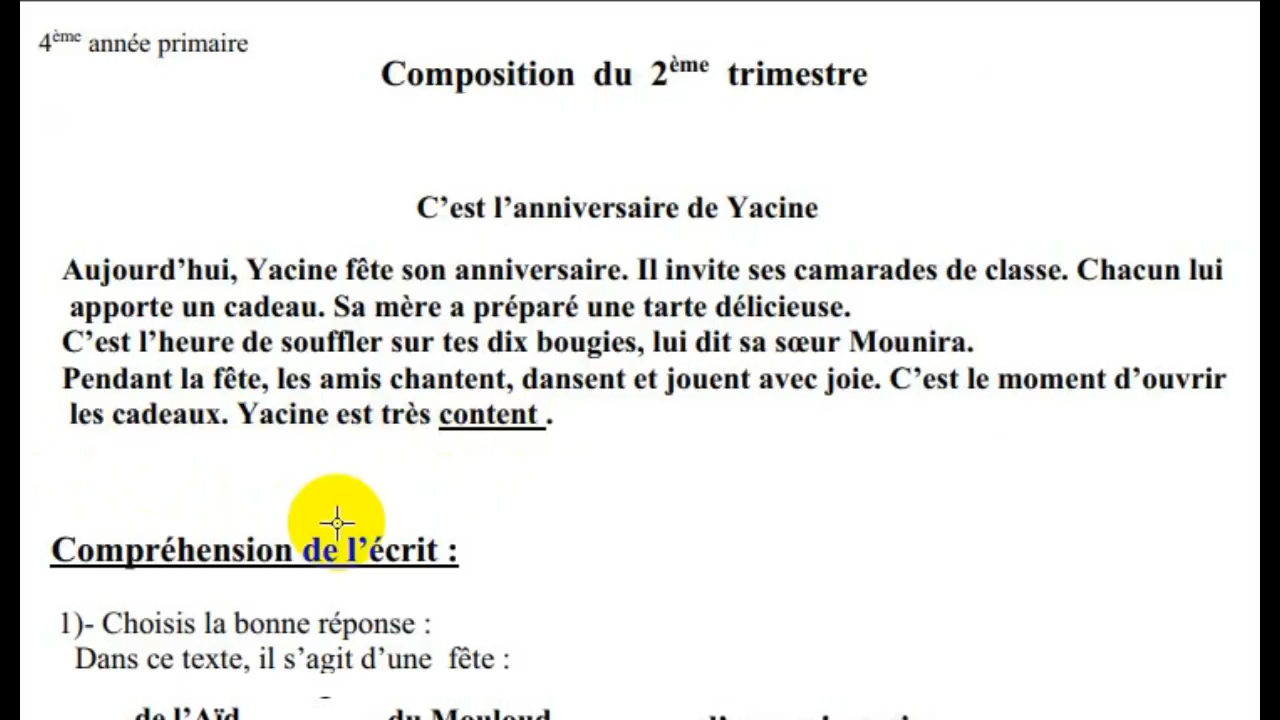 4ème année primaire
Composition du 2ème trimestre
C’est l’anniversaire de Yacine
Aujourd’hui, Yacine fête son anniversaire. Il invite ses camarades de classe. Chacun lui
apporte un cadeau. Sa mère a préparé une tarte délicieuse.
C’est l’heure de souffler sur tes dix bougies, lui dit sa sœur Mounira.
Pendant la fête, les amis chantent, dansent et jouent avec joie. C’est le moment d’ouvrir
les cadeaux. Yacine est très content .
Compréhension de l’écrit :
1)- Choisis la bonne réponse :
Dans ce texte, il s’agit d’une fête :
de l’Aïd du Mouloud